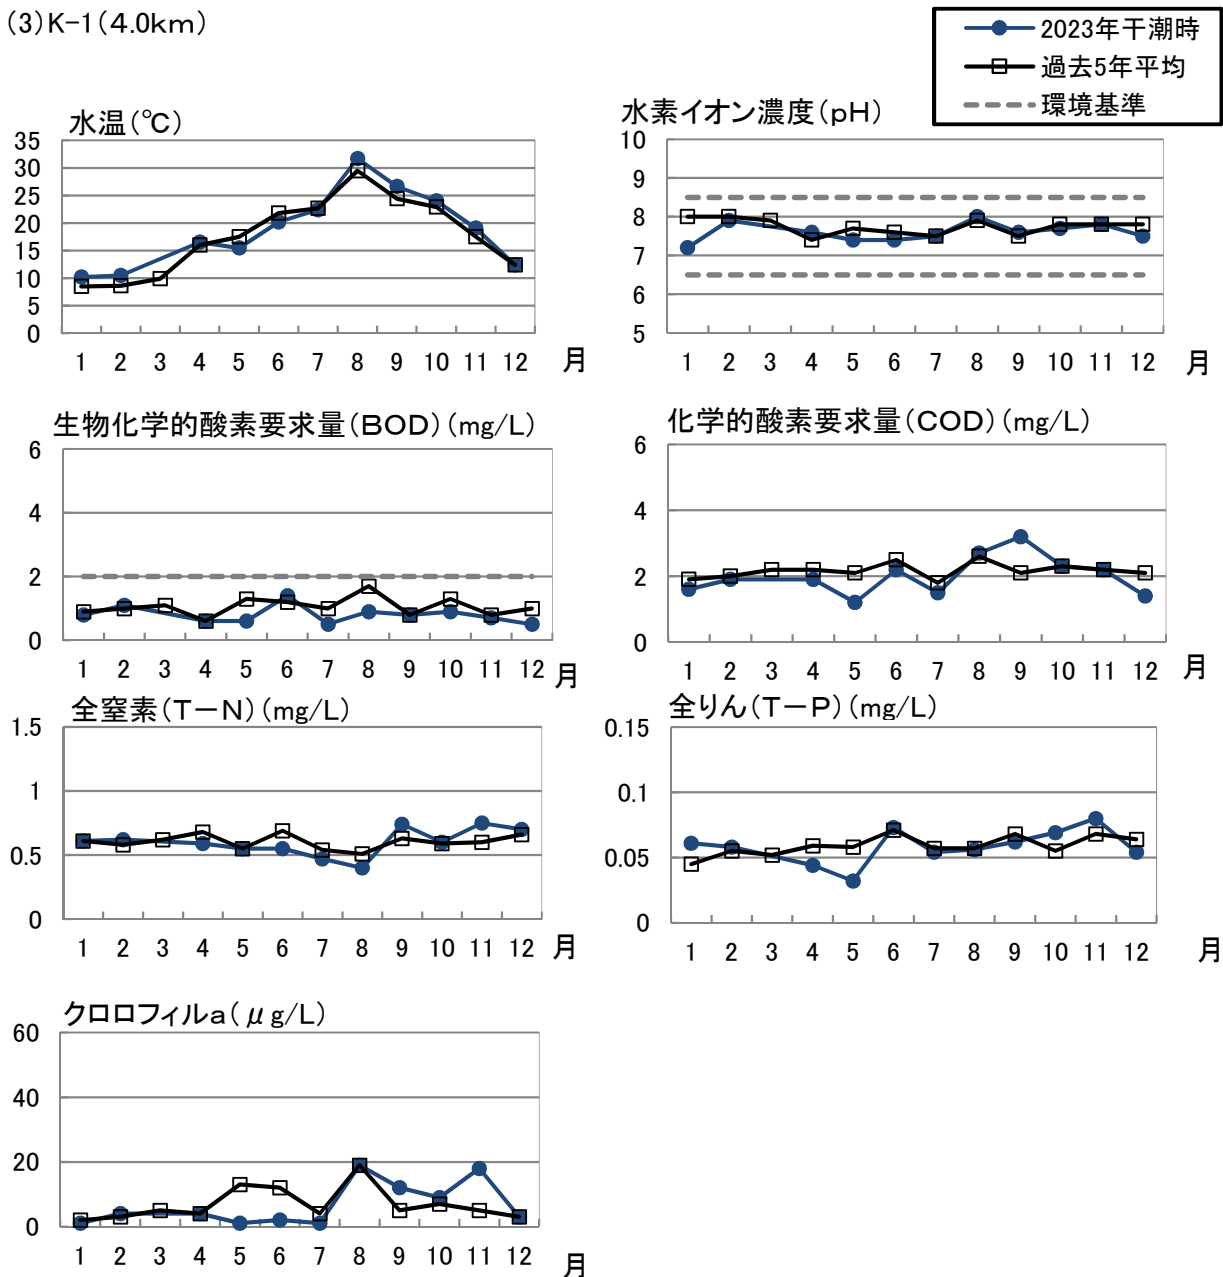 (3)K-1(4.0km)
2023年干潮時
過去5年平均
環境基準
水温(℃)
35
30
25
20
15
10
5
0
1 2 3 4 5 6 7 8 9 10 11 12 月
水素イオン濃度(pH)
10
9
8
7
6
5
1 2 3 4 5 6 7 8 9 10 11 12 月
生物化学的酸素要求量(BOD)(mg/L)
6
4
2
0
1 2 3 4 5 6 7 8 9 10 11 12 月
化学的酸素要求量(COD)(mg/L)
6
4
2
0
1 2 3 4 5 6 7 8 9 10 11 12 月
全窒素(T-N)(mg/L)
1.5
1
0.5
0
1 2 3 4 5 6 7 8 9 10 11 12 月
全りん(T-P)(mg/L)
0.15
0.1
0.05
0
1 2 3 4 5 6 7 8 9 10 11 12 月
クロロフィルa(μg/L)
60
40
20
0
1 2 3 4 5 6 7 8 9 10 11 12 月